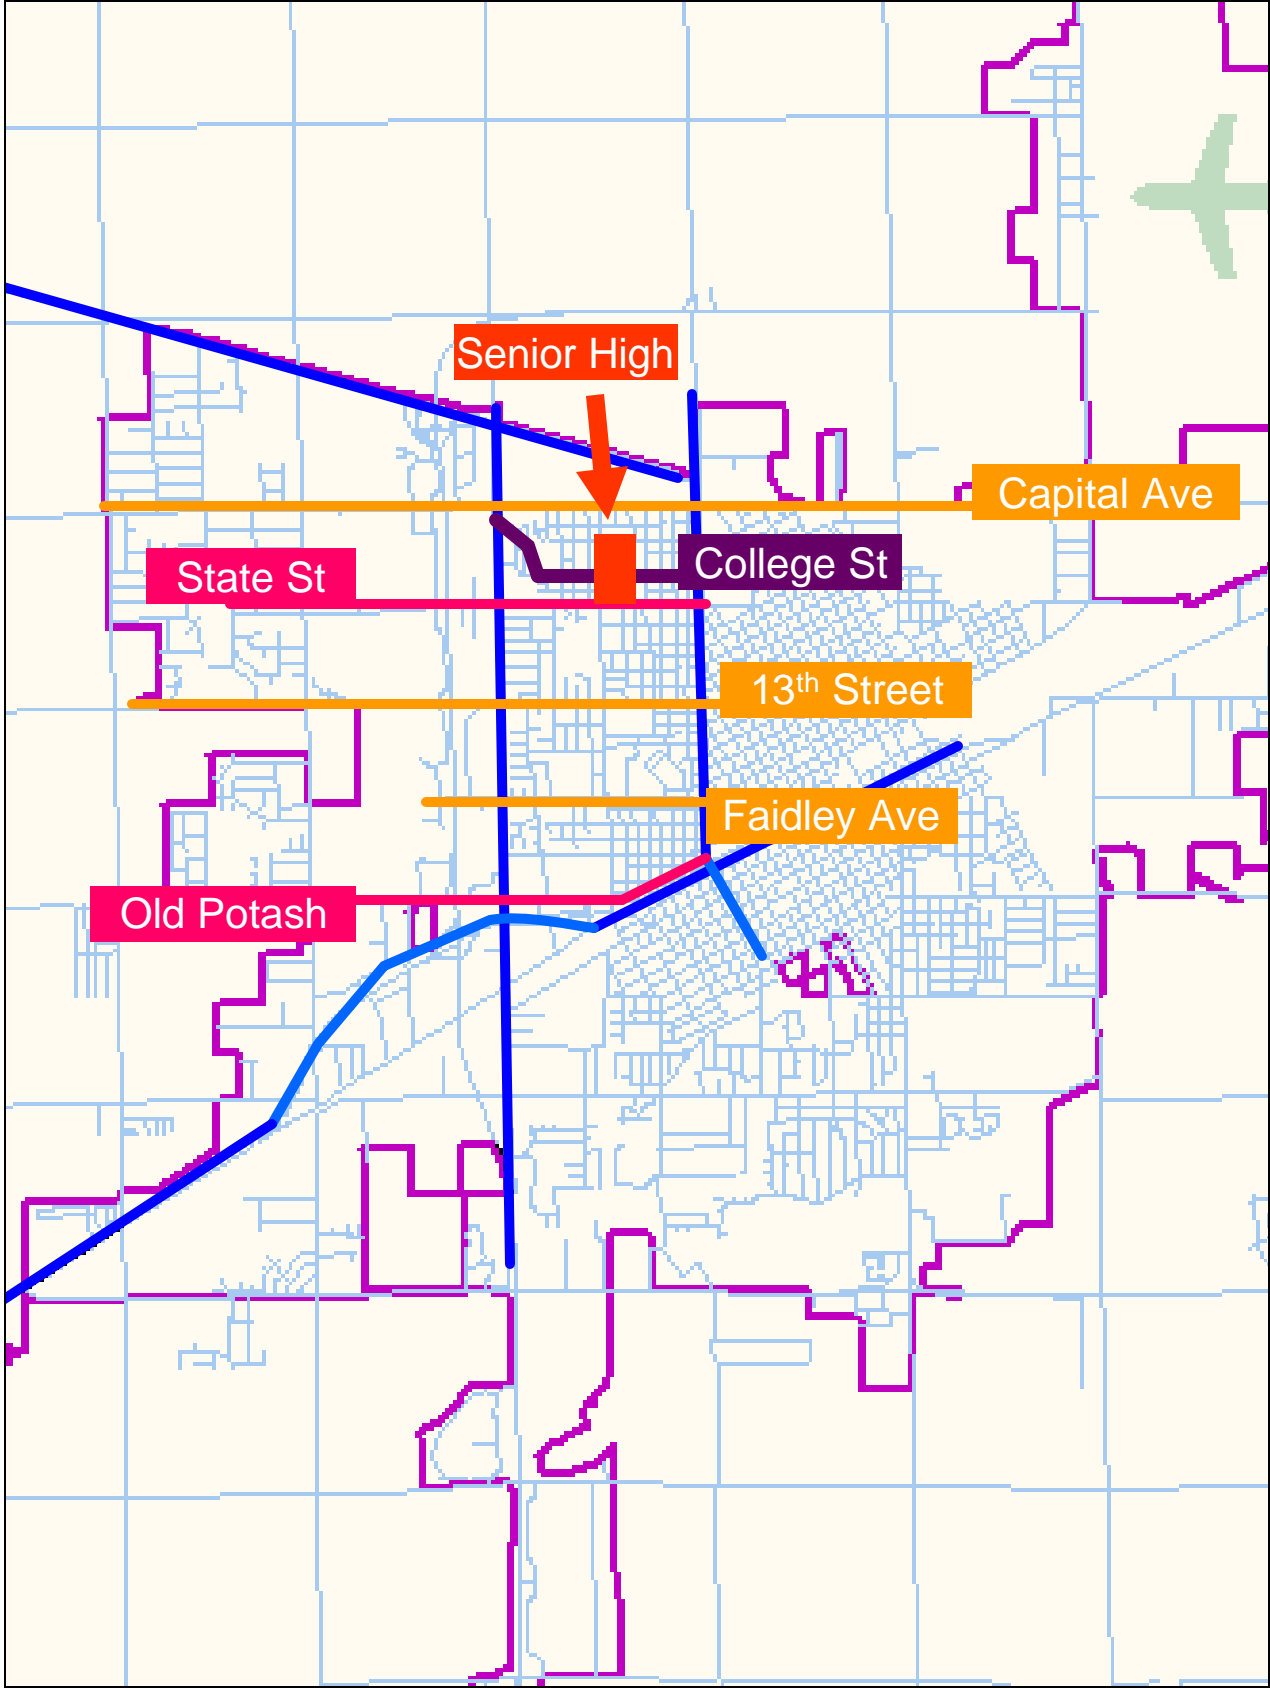 Senior High
Capital Ave
College St
State St
13th Street
Faidley Ave
Old Potash